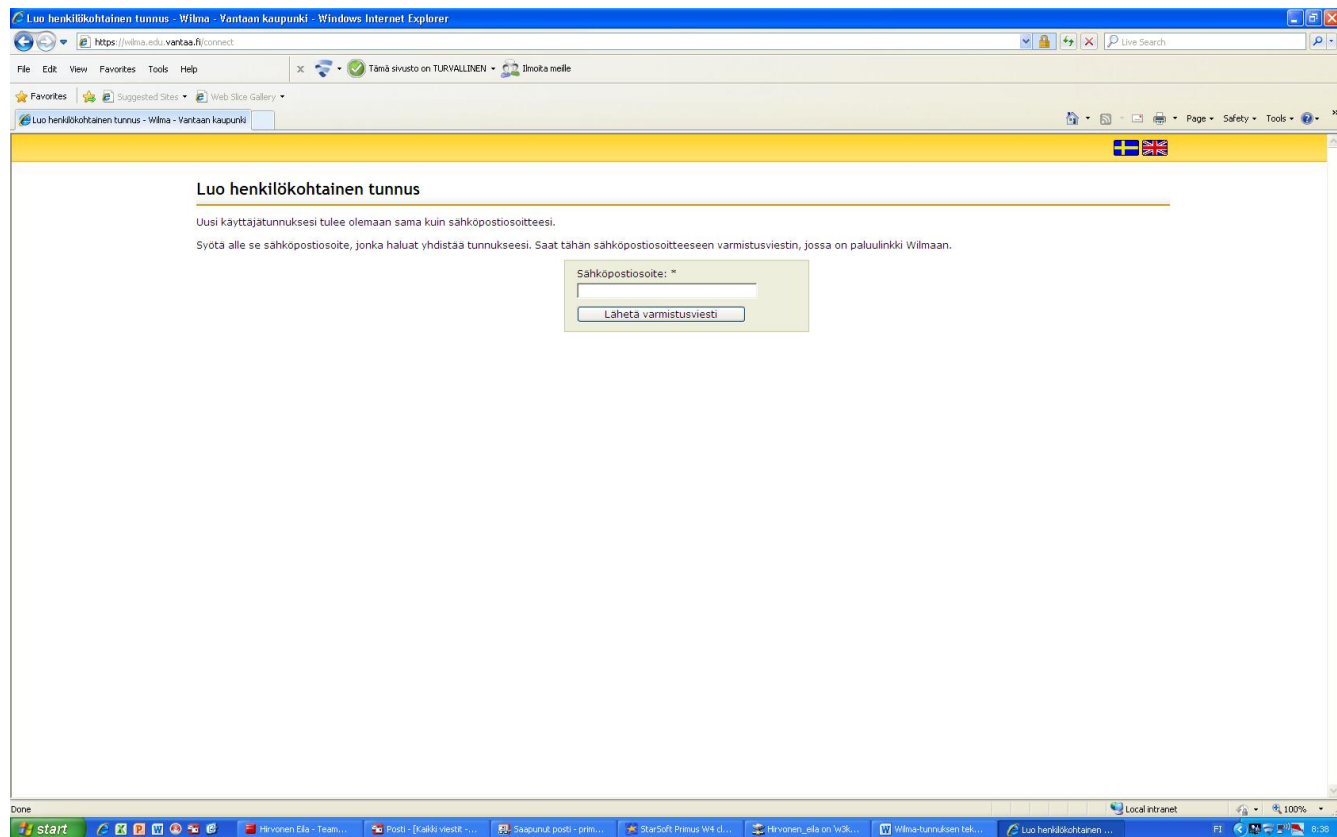 Luo henkilökohtainen tunnus - Wilma - Vantaan kaupunki - Windows Internet Explorer
https://wilma.edu.vantaa.fi/connect
Live Search
File Edit View Favorites Tools Help
x
Tämä sivusto on TURVALLINEN
Ilmoita meille
Favorites
Suggested Sites
Web Slice Gallery
Luo henkilökohtainen tunnus - Wilma - Vantaan kaupunki
Page Safety Tools
Luo henkilökohtainen tunnus
Uusi käyttäjätunnuksesi tulee olemaan sama kuin sähköpostiosoitteesi.
Syötä alle se sähköpostiosoite, jonka haluat yhdistää tunnukseesi. Saat tähän sähköpostiosoitteeseen varmistusviestin, jossa on paluulinkki Wilmaan.
Sähköpostiosoite: *
Lähetä varmistusviesti
Done
Local intranet
100%
start
Hirvonen Eila - Team...
Posti - [Kaikki viestit -...
Saapunut posti - prim...
StarSoft Primus W4 cl...
Hirvonen_eila on 'w3k...
Wilma-tunnuksen tek...
Luo henkilökohtainen ...
FI
8:38